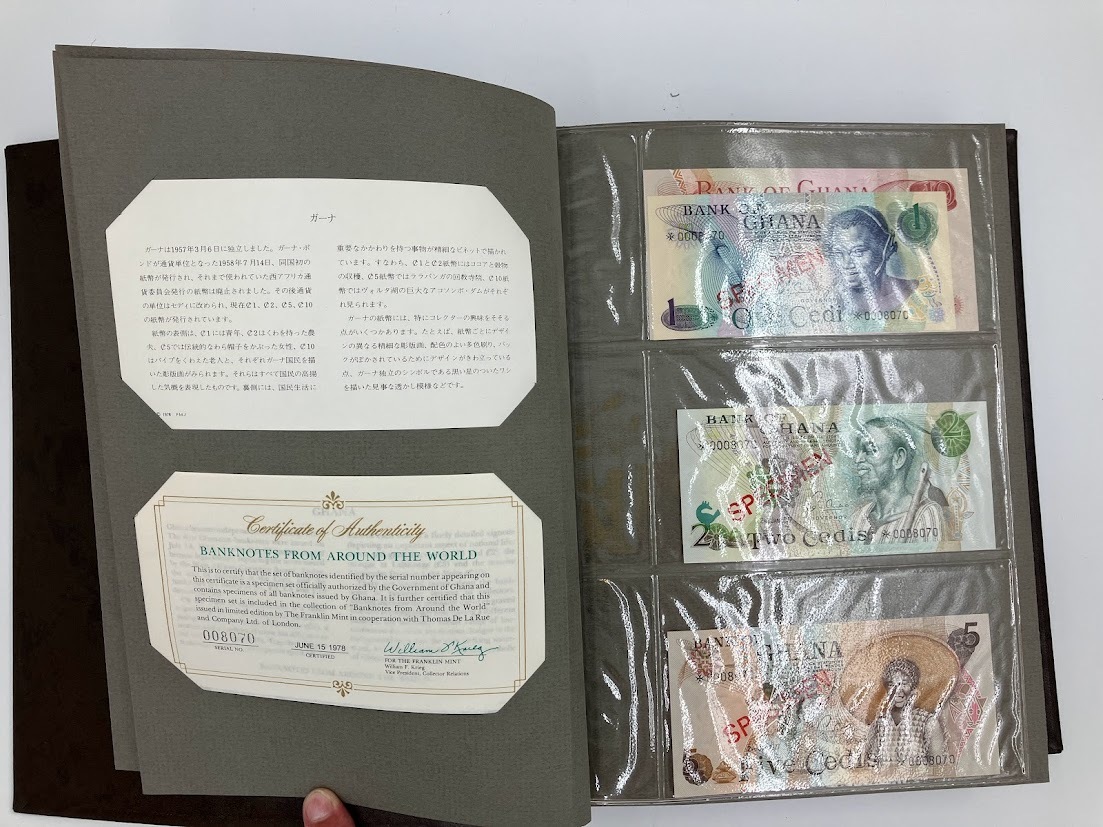 ガーナ
ガーナは1957年3月6日に独立しました。ガーナ・ポ
ンドが通貨単位となった1958年7月14日、同国初の
紙幣が発行され、それまで使われていた西アフリカ通
貨委員会発行の紙幣は廃止されました。その後通貨
の単位はセディに改められ、現在₵1、₵2、₵5、₵10
の紙幣が発行されています。
紙幣の表側は、₵1には青年、₵2はくわを持った農
夫、₵5では伝統的なわら帽子をかぶった女性、₵10
はパイプをくわえた老人と、それぞれガーナ国民を描
いた彫版画がみられます。それらはすべて国民の高揚
した気概を表現したものです。裏側には、国民生活に
重要なかかわりを持つ事物が精細なビネットで描かれ
ています。すなわち、₵1と₵2紙幣にはココアと穀物
の収穫、₵5紙幣ではララバンガの回教寺院、₵10紙
幣ではヴォルタ湖の巨大なアコソンボ・ダムがそれぞ
れ見られます。
ガーナの紙幣には、特にコレクターの興味をそそる
点がいくつかあります。たとえば、紙幣ごとにデザイ
ンの異なる精細な彫版画、配色のよい多色刷り、バッ
クがぼかされているためにデザインがきわ立っている
点、ガーナ独立のシンボルである黒い星のついたワシ
を描いた見事な透かし模様などです。
Certificate of Authenticity
BANKNOTES FROM AROUND THE WORLD
This is to certify that the set of banknotes identified by the serial number appearing on
this certificate is a specimen set officially authorized by the Government of Ghana and
contains specimens of all banknotes issued by Ghana. It is further certified that this
specimen set is included in the collection of "Banknotes from Around the World"
issued in limited edition by The Franklin Mint in cooperation with Thomas De La Rue
and Company Ltd. of London.
008070
SERIAL NO.
JUNE 15 1978
CERTIFIED
William F. Krieg
FOR THE FRANKLIN MINT
William F. Krieg
Vice President, Collector Relations
BANK OF GHANA
10
BANK OF
GHANA
1
SPECIMEN
1
One Cedi
*0008070
BANK OF
GHANA
2
*0008070
SPECIMEN
2
Two Cedis
*0008070
BANK OF
GHANA
5
SPECIMEN
5
Five Cedis
*0008070